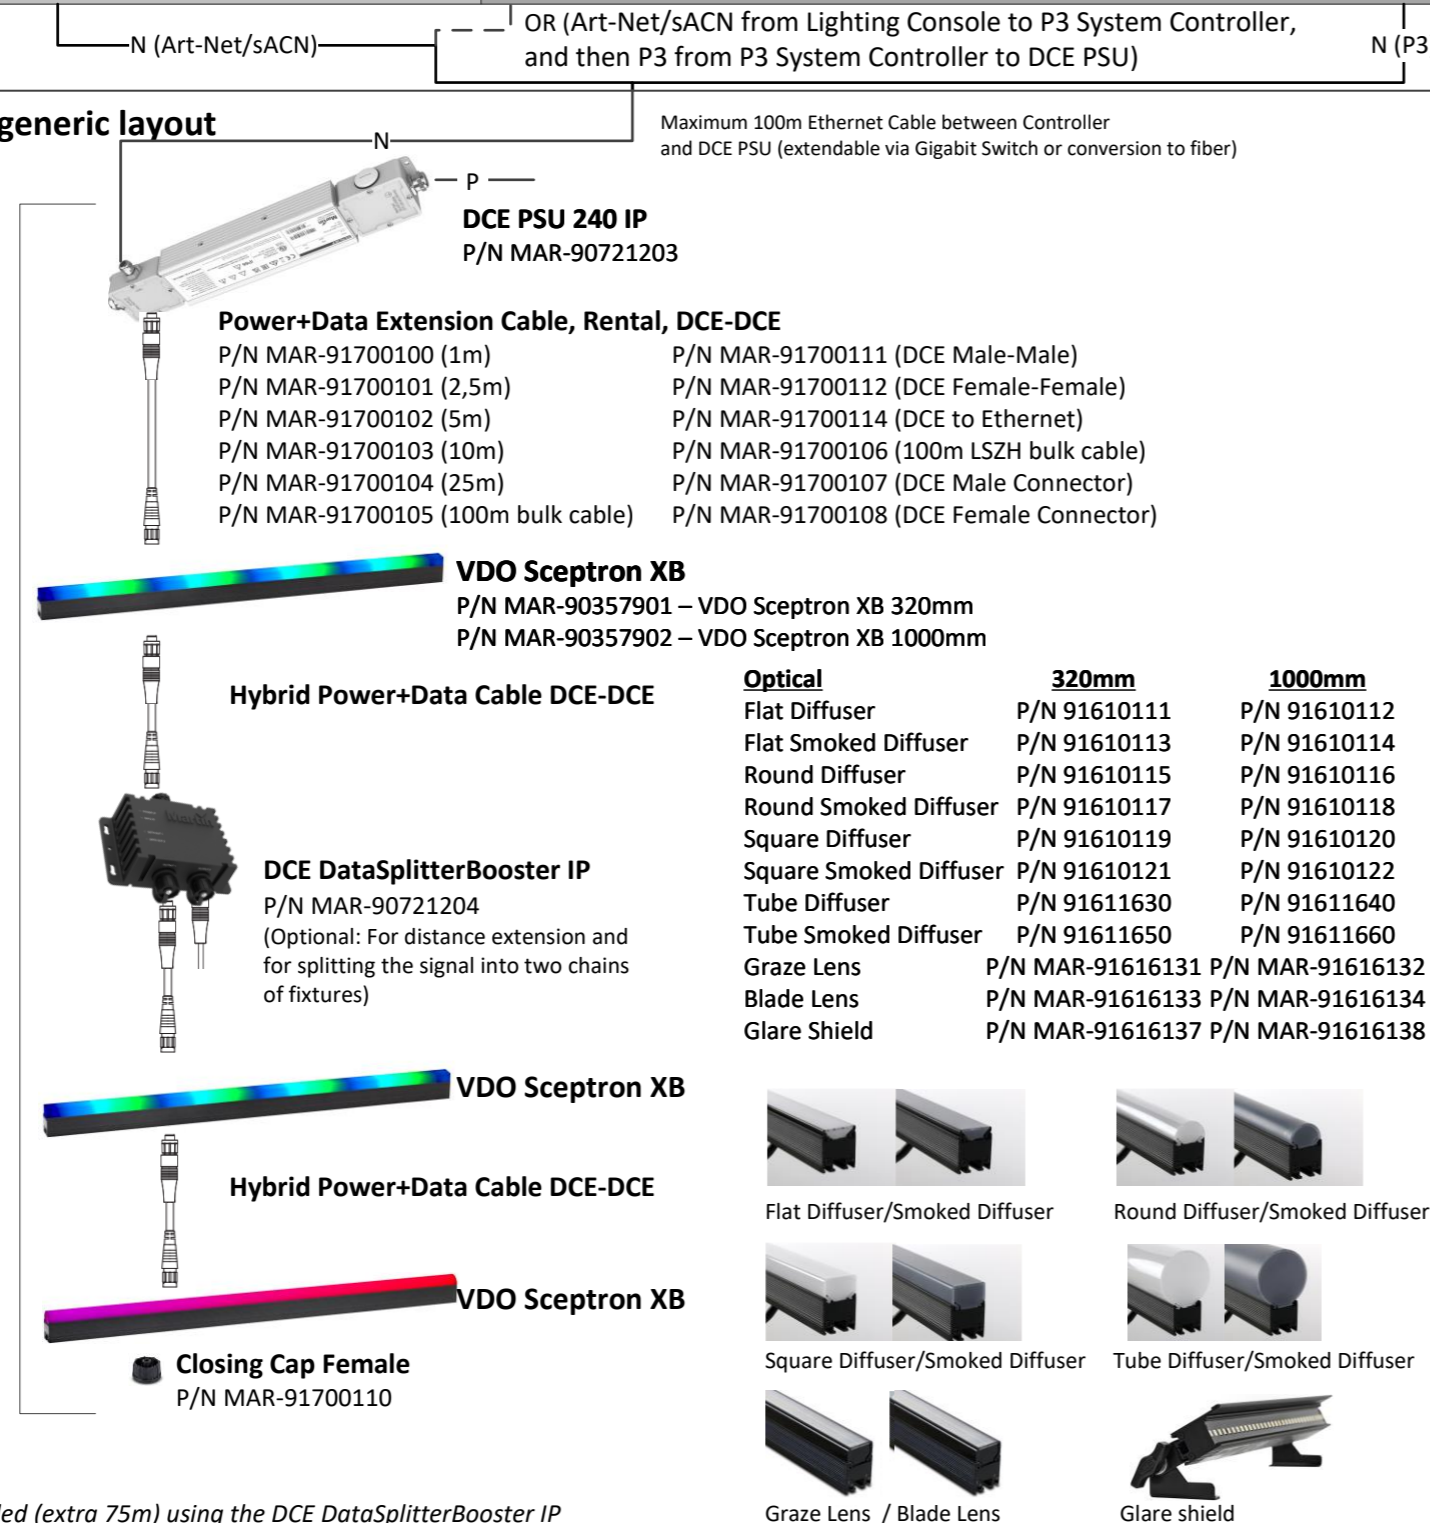 N (Art-Net/sACN)
OR (Art-Net/sACN from Lighting Console to P3 System Controller,
and then P3 from P3 System Controller to DCE PSU)
N (P3
generic layout
N
Maximum 100m Ethernet Cable between Controller
and DCE PSU (extendable via Gigabit Switch or conversion to fiber)
P
DCE PSU 240 IP
P/N MAR-90721203
Power+Data Extension Cable, Rental, DCE-DCE
P/N MAR-91700100 (1m)
P/N MAR-91700101 (2,5m)
P/N MAR-91700102 (5m)
P/N MAR-91700103 (10m)
P/N MAR-91700104 (25m)
P/N MAR-91700105 (100m bulk cable)
P/N MAR-91700111 (DCE Male-Male)
P/N MAR-91700112 (DCE Female-Female)
P/N MAR-91700114 (DCE to Ethernet)
P/N MAR-91700106 (100m LSZH bulk cable)
P/N MAR-91700107 (DCE Male Connector)
P/N MAR-91700108 (DCE Female Connector)
VDO Sceptron XB
P/N MAR-90357901 – VDO Sceptron XB 320mm
P/N MAR-90357902 – VDO Sceptron XB 1000mm
Hybrid Power+Data Cable DCE-DCE
Martin
DCE DataSplitterBooster IP
P/N MAR-90721204
(Optional: For distance extension and
for splitting the signal into two chains
of fixtures)
VDO Sceptron XB
Hybrid Power+Data Cable DCE-DCE
VDO Sceptron XB
Closing Cap Female
P/N MAR-91700110
Optical 320mm 1000mm
Flat Diffuser P/N 91610111 P/N 91610112
Flat Smoked Diffuser P/N 91610113 P/N 91610114
Round Diffuser P/N 91610115 P/N 91610116
Round Smoked Diffuser P/N 91610117 P/N 91610118
Square Diffuser P/N 91610119 P/N 91610120
Square Smoked Diffuser P/N 91610121 P/N 91610122
Tube Diffuser P/N 91611630 P/N 91611640
Tube Smoked Diffuser P/N 91611650 P/N 91611660
Graze Lens P/N MAR-91616131 P/N MAR-91616132
Blade Lens P/N MAR-91616133 P/N MAR-91616134
Glare Shield P/N MAR-91616137 P/N MAR-91616138
Flat Diffuser/Smoked Diffuser
Round Diffuser/Smoked Diffuser
Square Diffuser/Smoked Diffuser
Tube Diffuser/Smoked Diffuser
Graze Lens / Blade Lens
Glare shield
led (extra 75m) using the DCE DataSplitterBooster IP